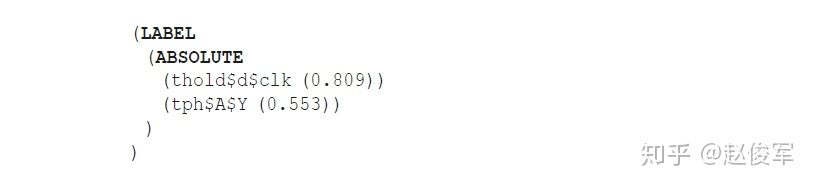 (LABEL
(ABSOLUTE
(thold$d$clk (0.809))
(tph$A$Y (0.553))
)
)
知乎 @赵俊军